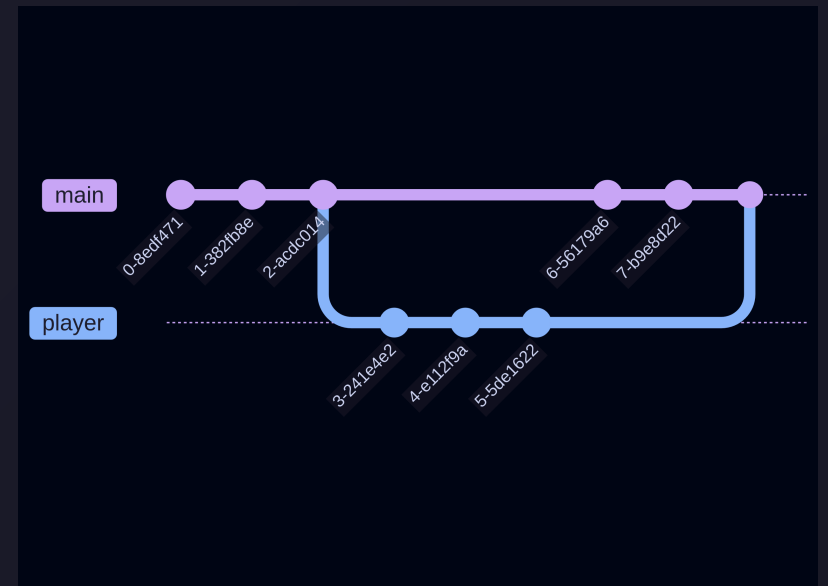 main
0-8edf471
1-382fb8e
2-acdc014
6-56179a6
7-b9e8d22
player
3-241e4e2
4-e112f9a
5-5de1622